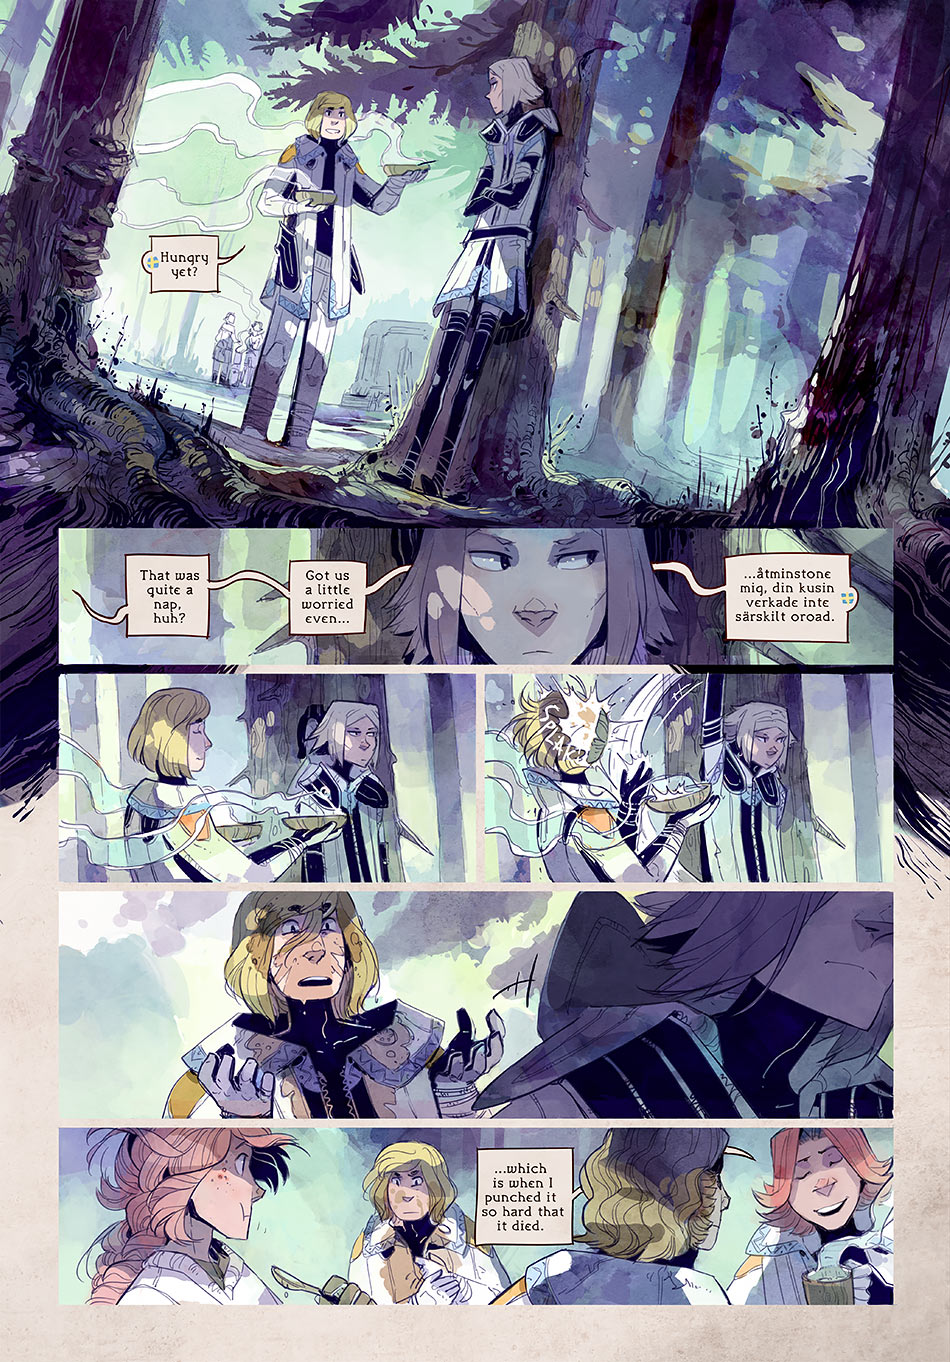 Hungry
yet?
That was
quite a
nap,
huh?
Got us
a little
worried
even...
...åtminstone
mig, din kusin
verkade inte
särskilt oroad.
SPLAT!
...which
is when I
punched it
so hard that
it died.